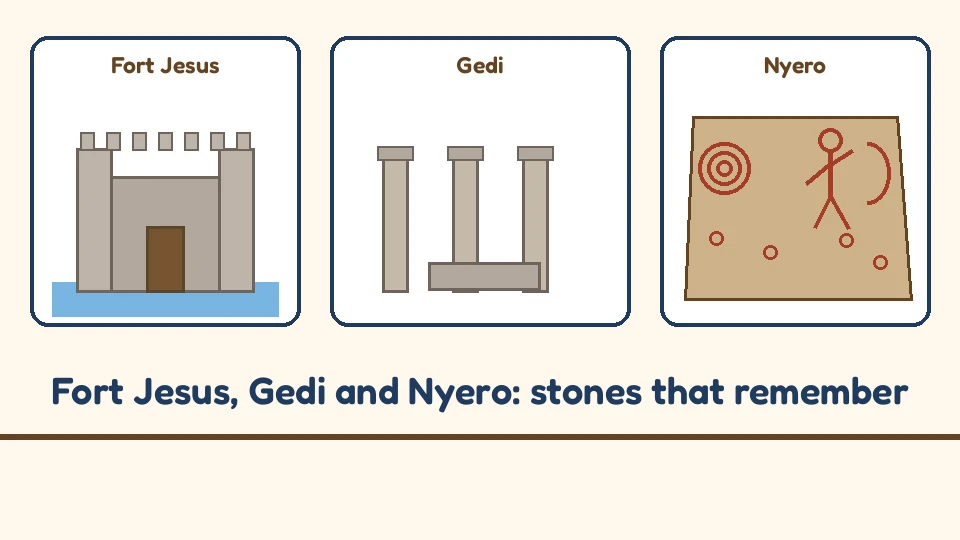 Fort Jesus
Gedi
Nyero
Fort Jesus, Gedi and Nyero: stones that remember